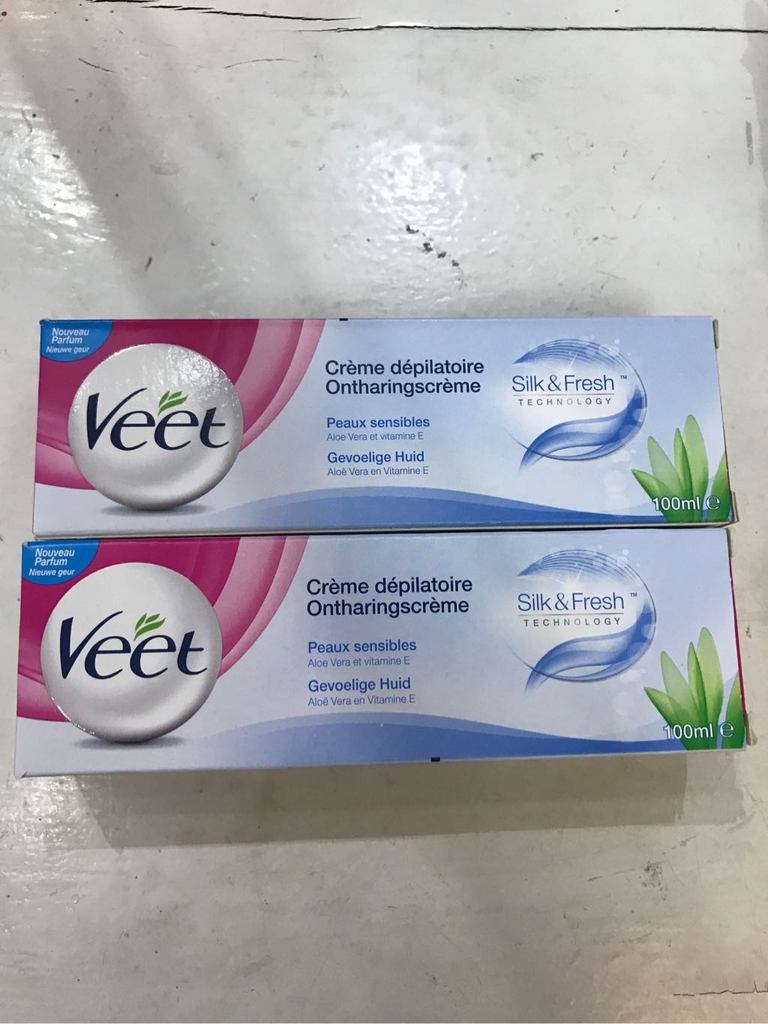 Nouveau
Parfum
Nieuwe geur
Veet
Crème dépilatoire
Ontharingscrème
Peaux sensibles
Aloe Vera et vitamine E
Gevoelige Huid
Aloë Vera en Vitamine E
Silk & Fresh™
TECHNOLOGY
100ml ℮
Nouveau
Parfum
Nieuwe geur
Veet
Crème dépilatoire
Ontharingscrème
Peaux sensibles
Aloe Vera et vitamine E
Gevoelige Huid
Aloë Vera en Vitamine E
Silk & Fresh™
TECHNOLOGY
100ml ℮